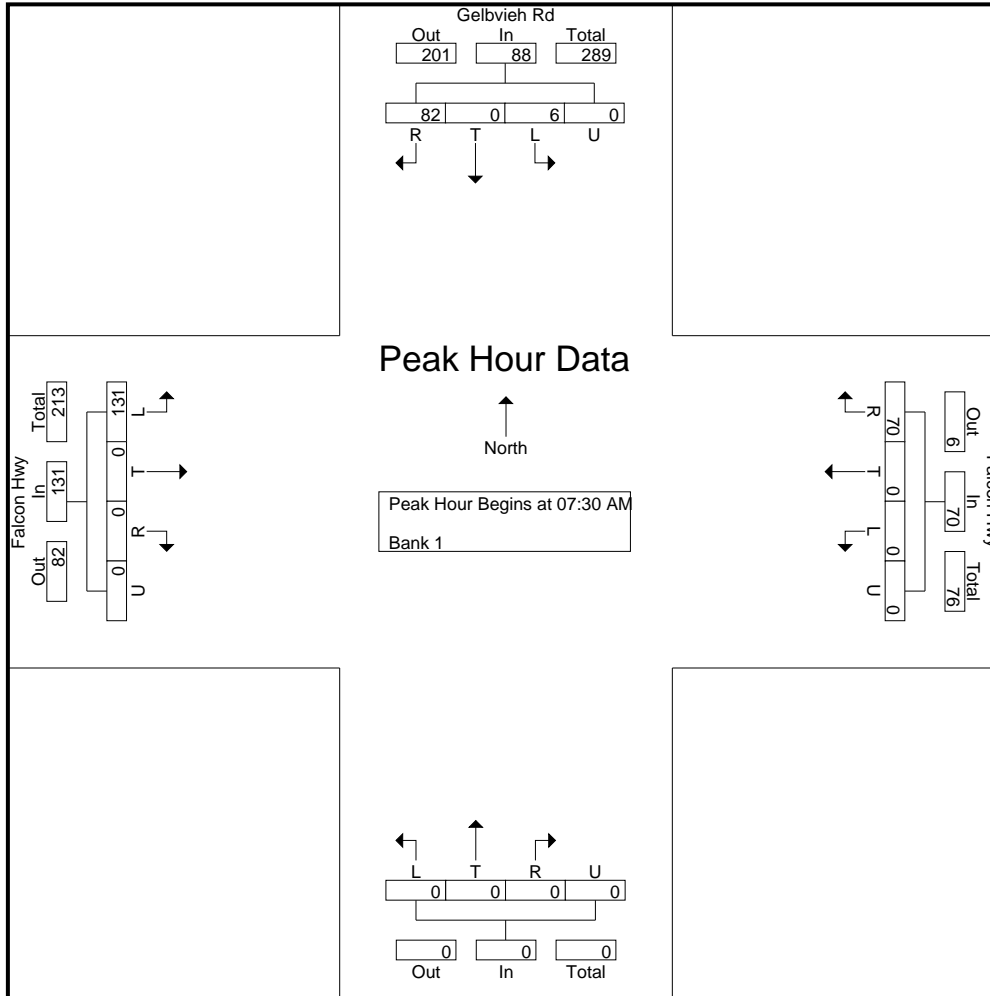 Gelbvieh Rd
Out In Total
201 88 289
82 0 6 0
R T L U
Peak Hour Data
North
Peak Hour Begins at 07:30 AM
Bank 1
Falcon Hwy
Total In Out
213 131 82
131 0 0 0
L T R U
Hwy
Out In Total
6 70 76
70 0 0 0
R T L U
L T R U
0 0 0 0
0 0 0
Out In Total